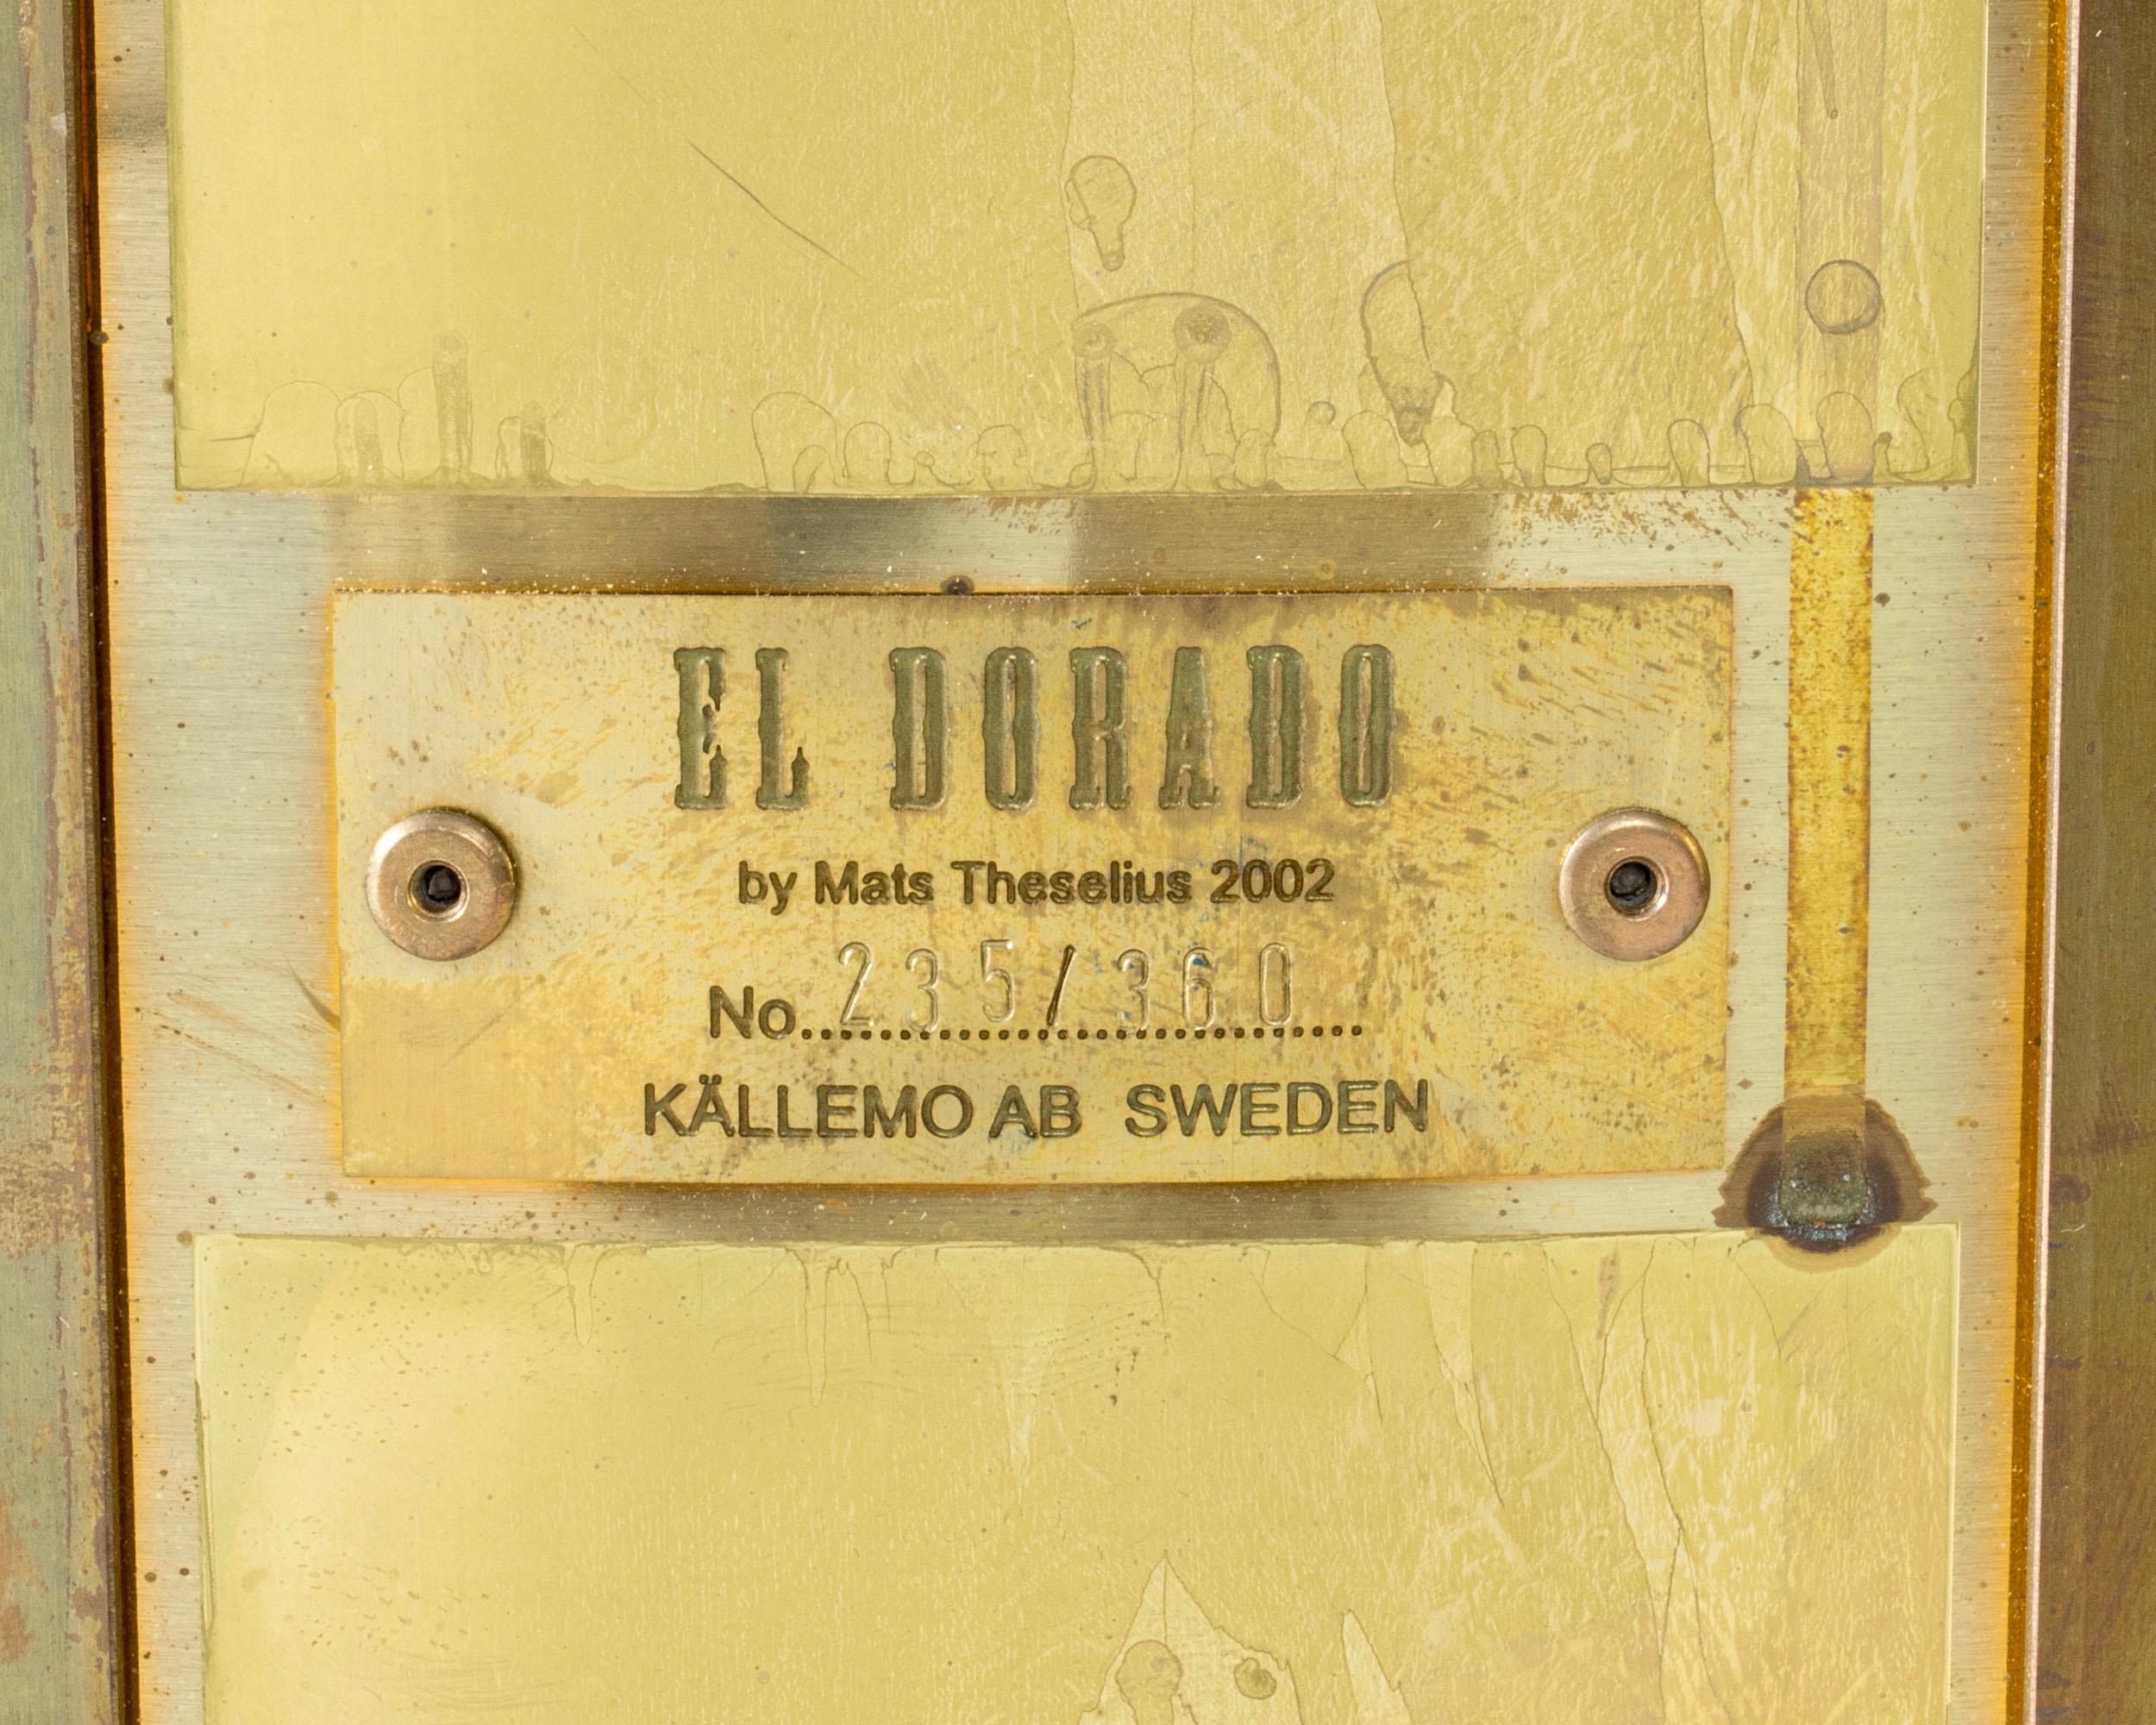 EL DORADO
by Mats Theselius 2002
No..235/360..
KÄLLEMO AB SWEDEN